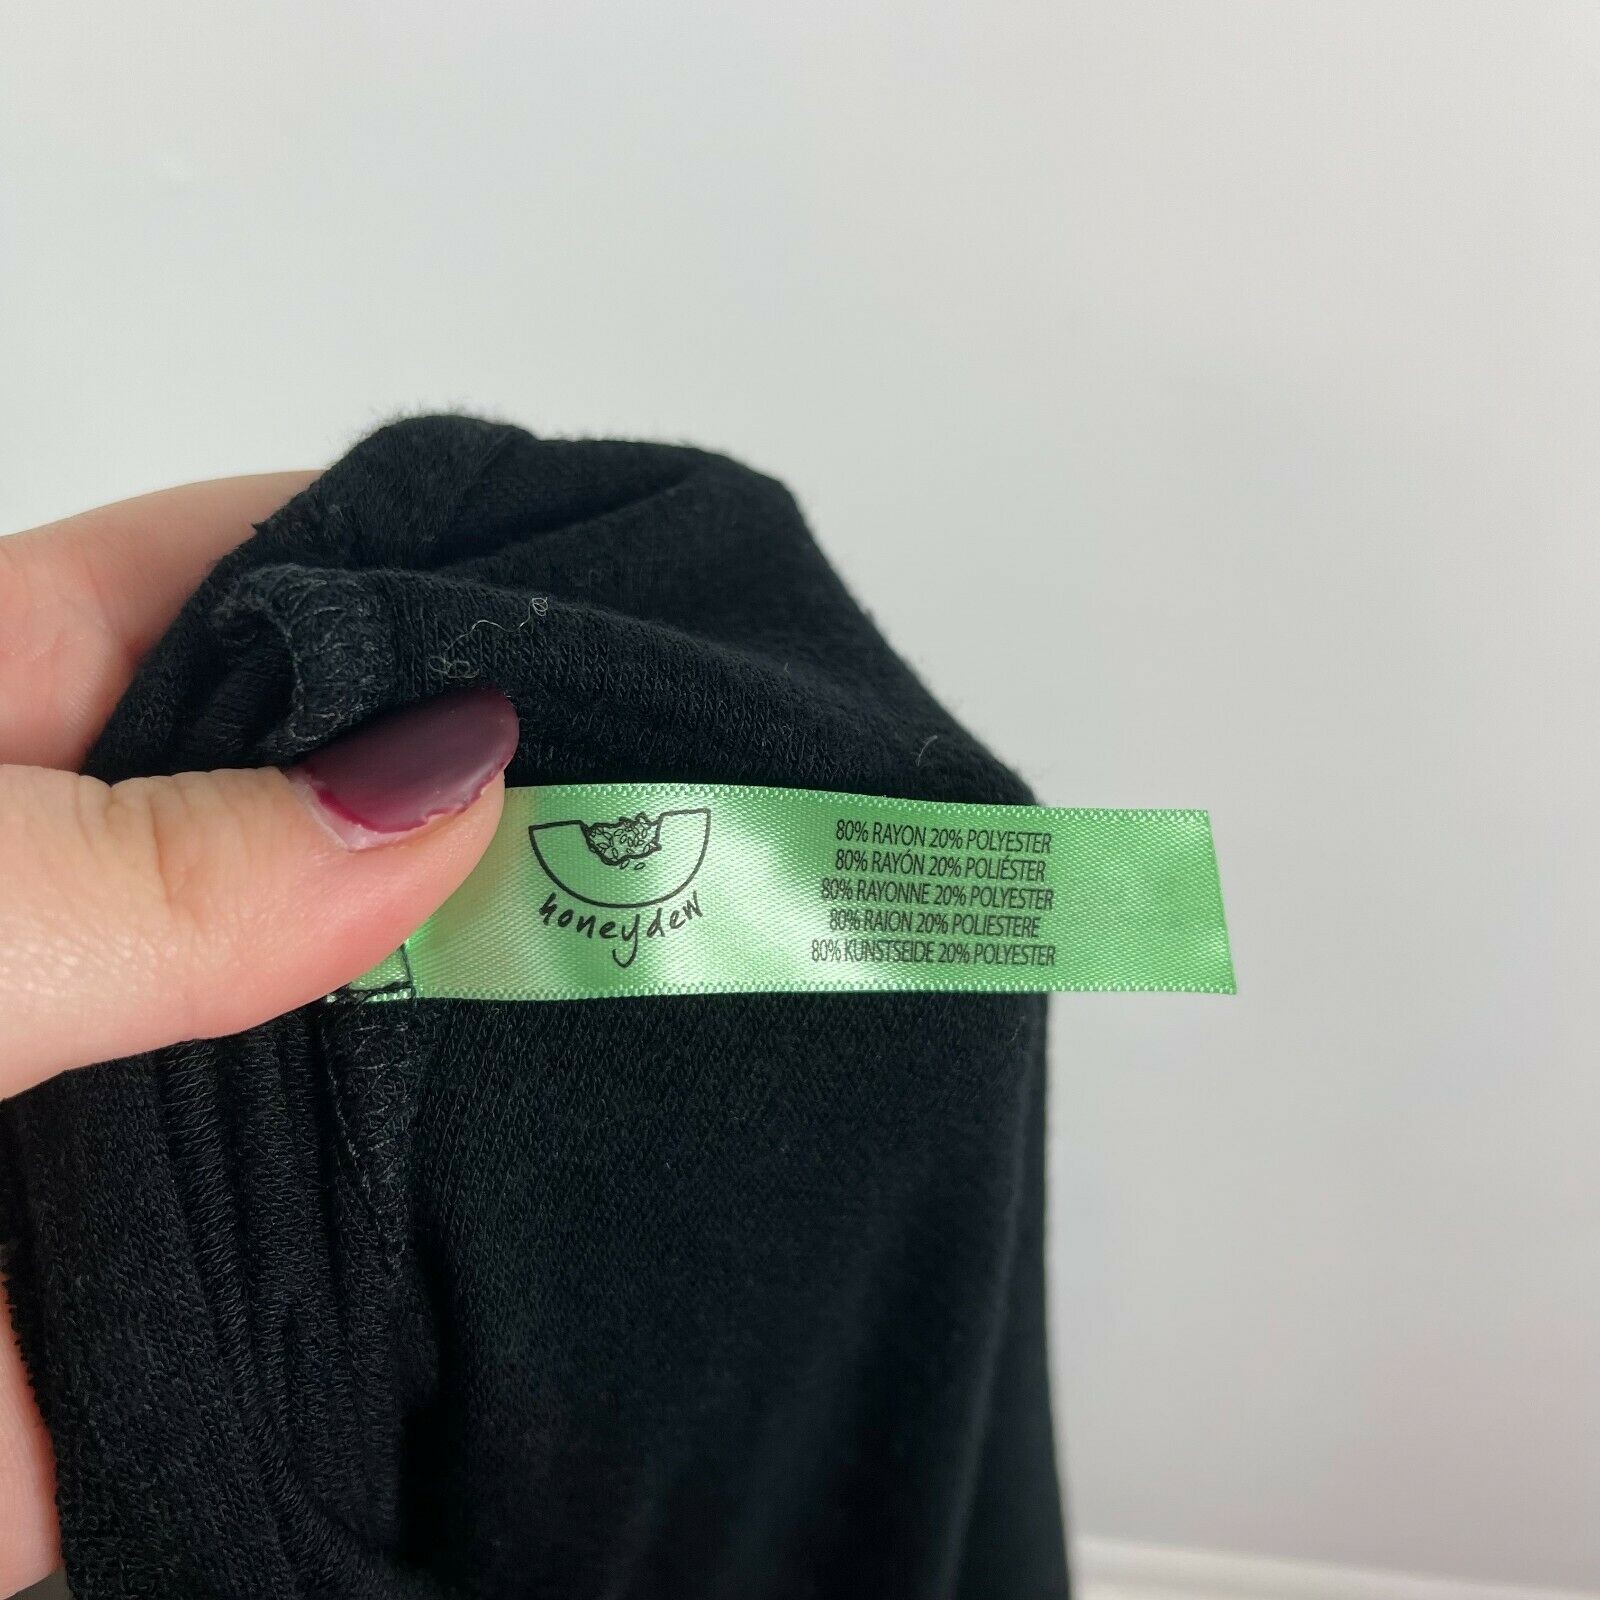 honeydew
80% RAYON 20% POLYESTER
80% RAYÓN 20% POLIÉSTER
80% RAYONNE 20% POLYESTER
80% RAION 20% POLIESTERE
80% KUNSTSEIDE 20% POLYESTER